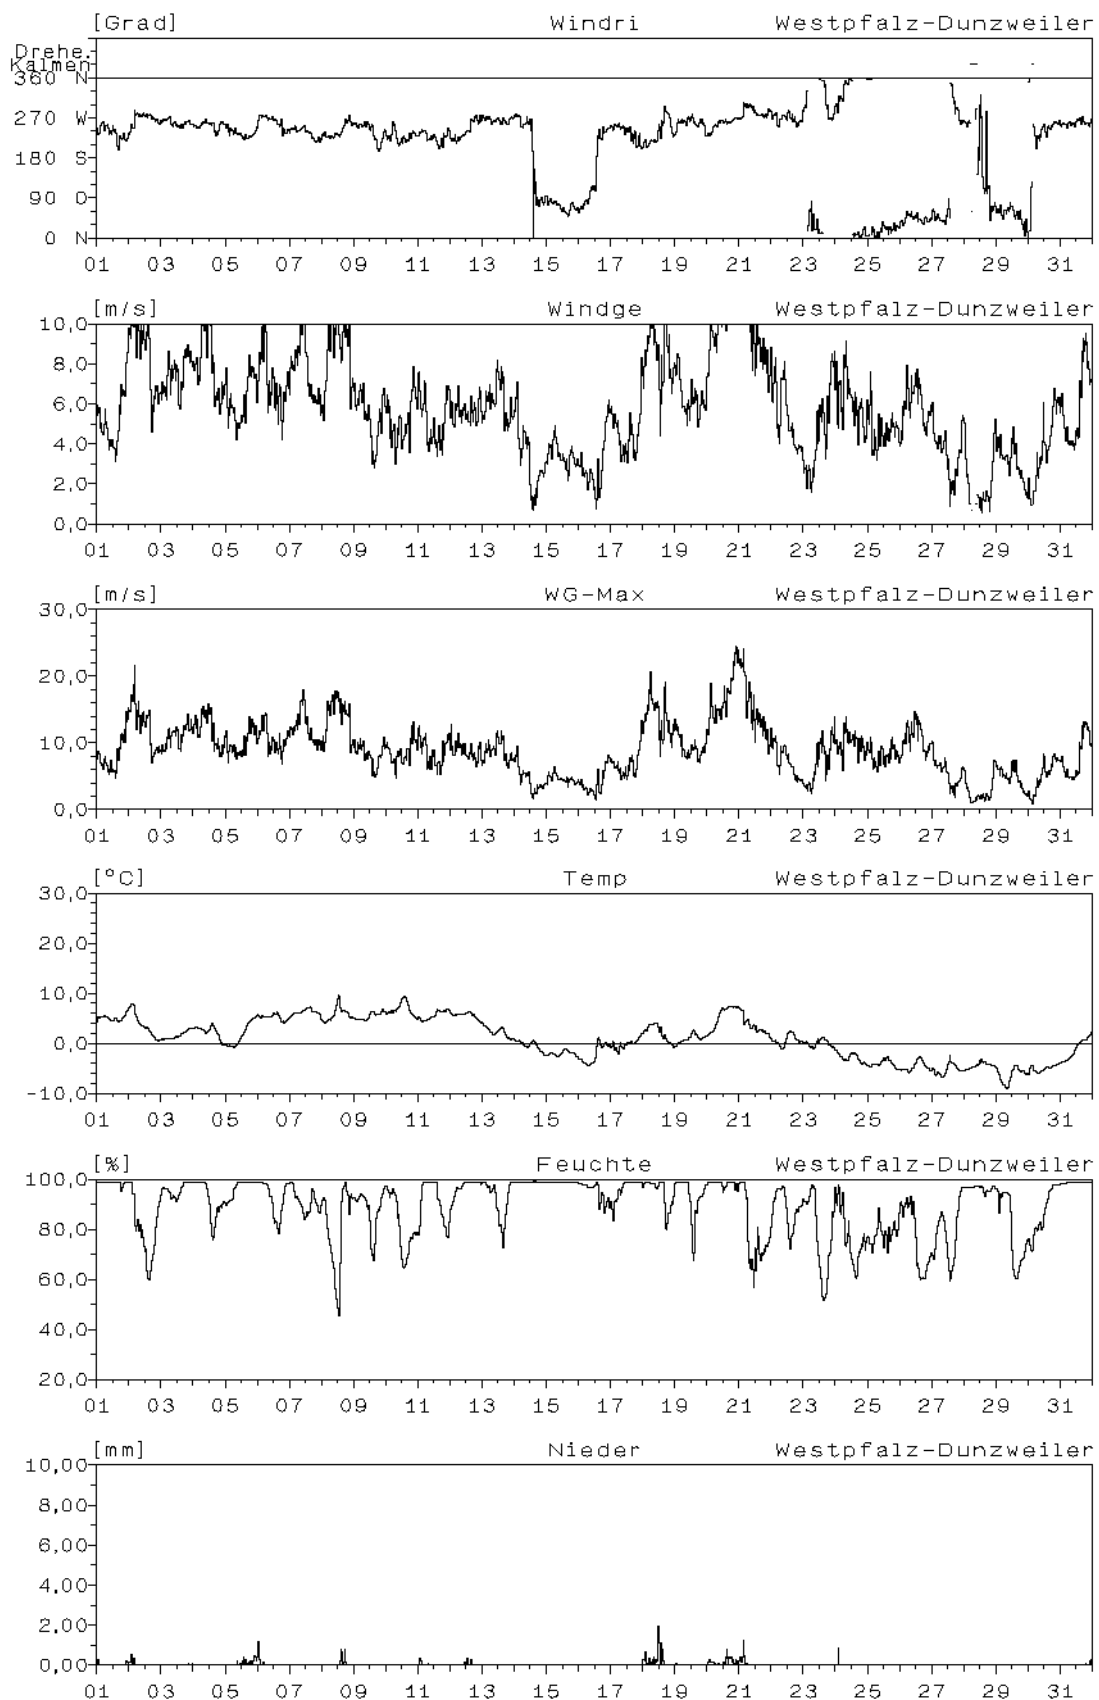 [Grad] Windri Westpfalz-Dunzweiler
Drehe.
Kalmen
360 N
270 W
180 S
90 O
0 N
01 03 05 07 09 11 13 15 17 19 21 23 25 27 29 31
[m/s] Windge Westpfalz-Dunzweiler
10,0
8,0
6,0
4,0
2,0
0,0
01 03 05 07 09 11 13 15 17 19 21 23 25 27 29 31
[m/s] WG-Max Westpfalz-Dunzweiler
30,0
20,0
10,0
0,0
01 03 05 07 09 11 13 15 17 19 21 23 25 27 29 31
[°C] Temp Westpfalz-Dunzweiler
30,0
20,0
10,0
0,0
-10,0
01 03 05 07 09 11 13 15 17 19 21 23 25 27 29 31
[%] Feuchte Westpfalz-Dunzweiler
100,0
80,0
60,0
40,0
20,0
01 03 05 07 09 11 13 15 17 19 21 23 25 27 29 31
[mm] Nieder Westpfalz-Dunzweiler
10,00
8,00
6,00
4,00
2,00
0,00
01 03 05 07 09 11 13 15 17 19 21 23 25 27 29 31